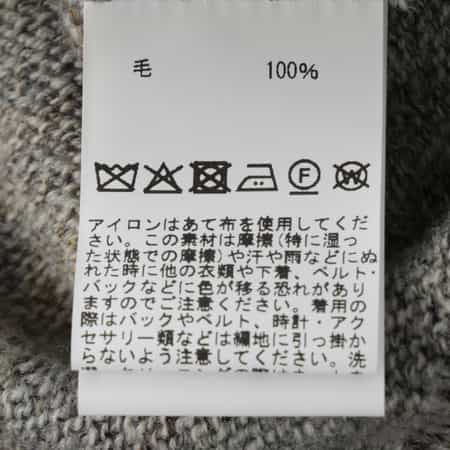 毛 100%
F W
アイロンはあて布を使用してくだ
さい。この素材は摩擦(特に湿っ
た状態での摩擦)や汗や雨などにぬ
れた時に他の衣類や下着、ベルト・
バックなどに色が移る恐れがあり
ますのでご注意ください。着用の
際はバックやベルト、時計・アク
セサリー類などは編地に引っ掛か
らないよう注意してください。洗